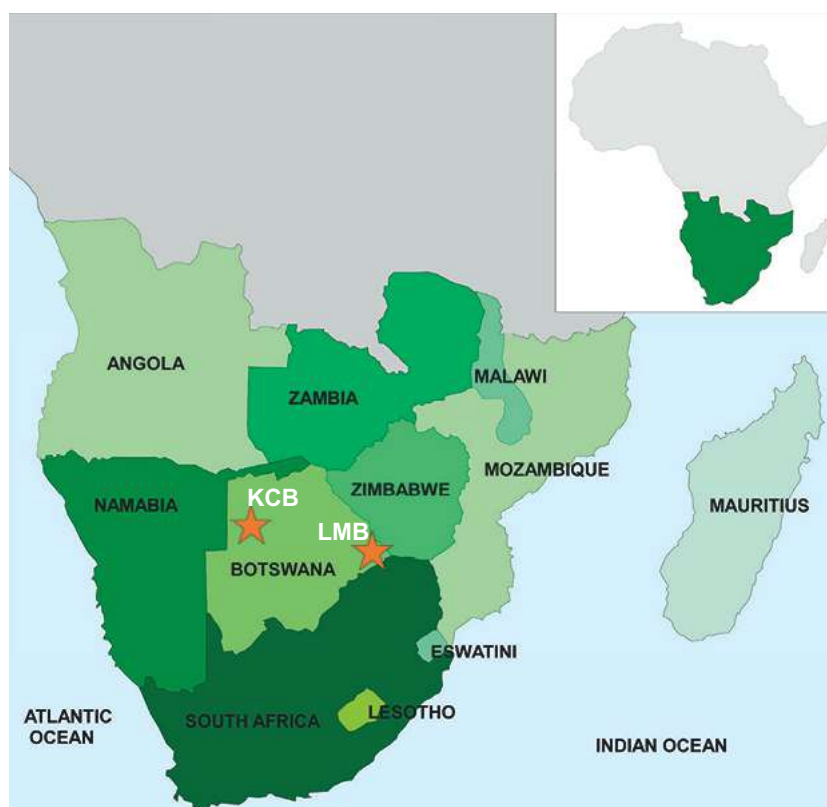 ANGOLA
ZAMBIA
MALAWI
MOZAMBIQUE
ZIMBABWE
NAMABIA
KCB
LMB
BOTSWANA
MAURITIUS
ESWATINI
LESOTHO
SOUTH AFRICA
ATLANTIC
OCEAN
INDIAN OCEAN